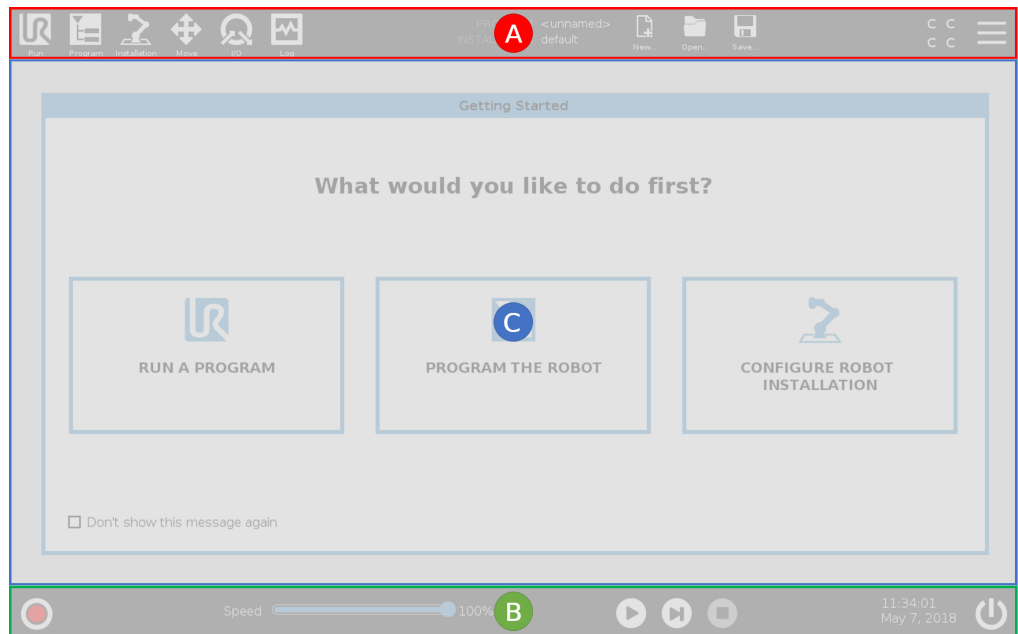 <unnamed>
default
Run
Program
Installation
Move
I/O
Log
New...
Open...
Save...
C C
C C
A
Getting Started
What would you like to do first?
C
RUN A PROGRAM
PROGRAM THE ROBOT
CONFIGURE ROBOT
INSTALLATION
Don't show this message again
Speed
100%
B
11:34:01
May 7, 2018